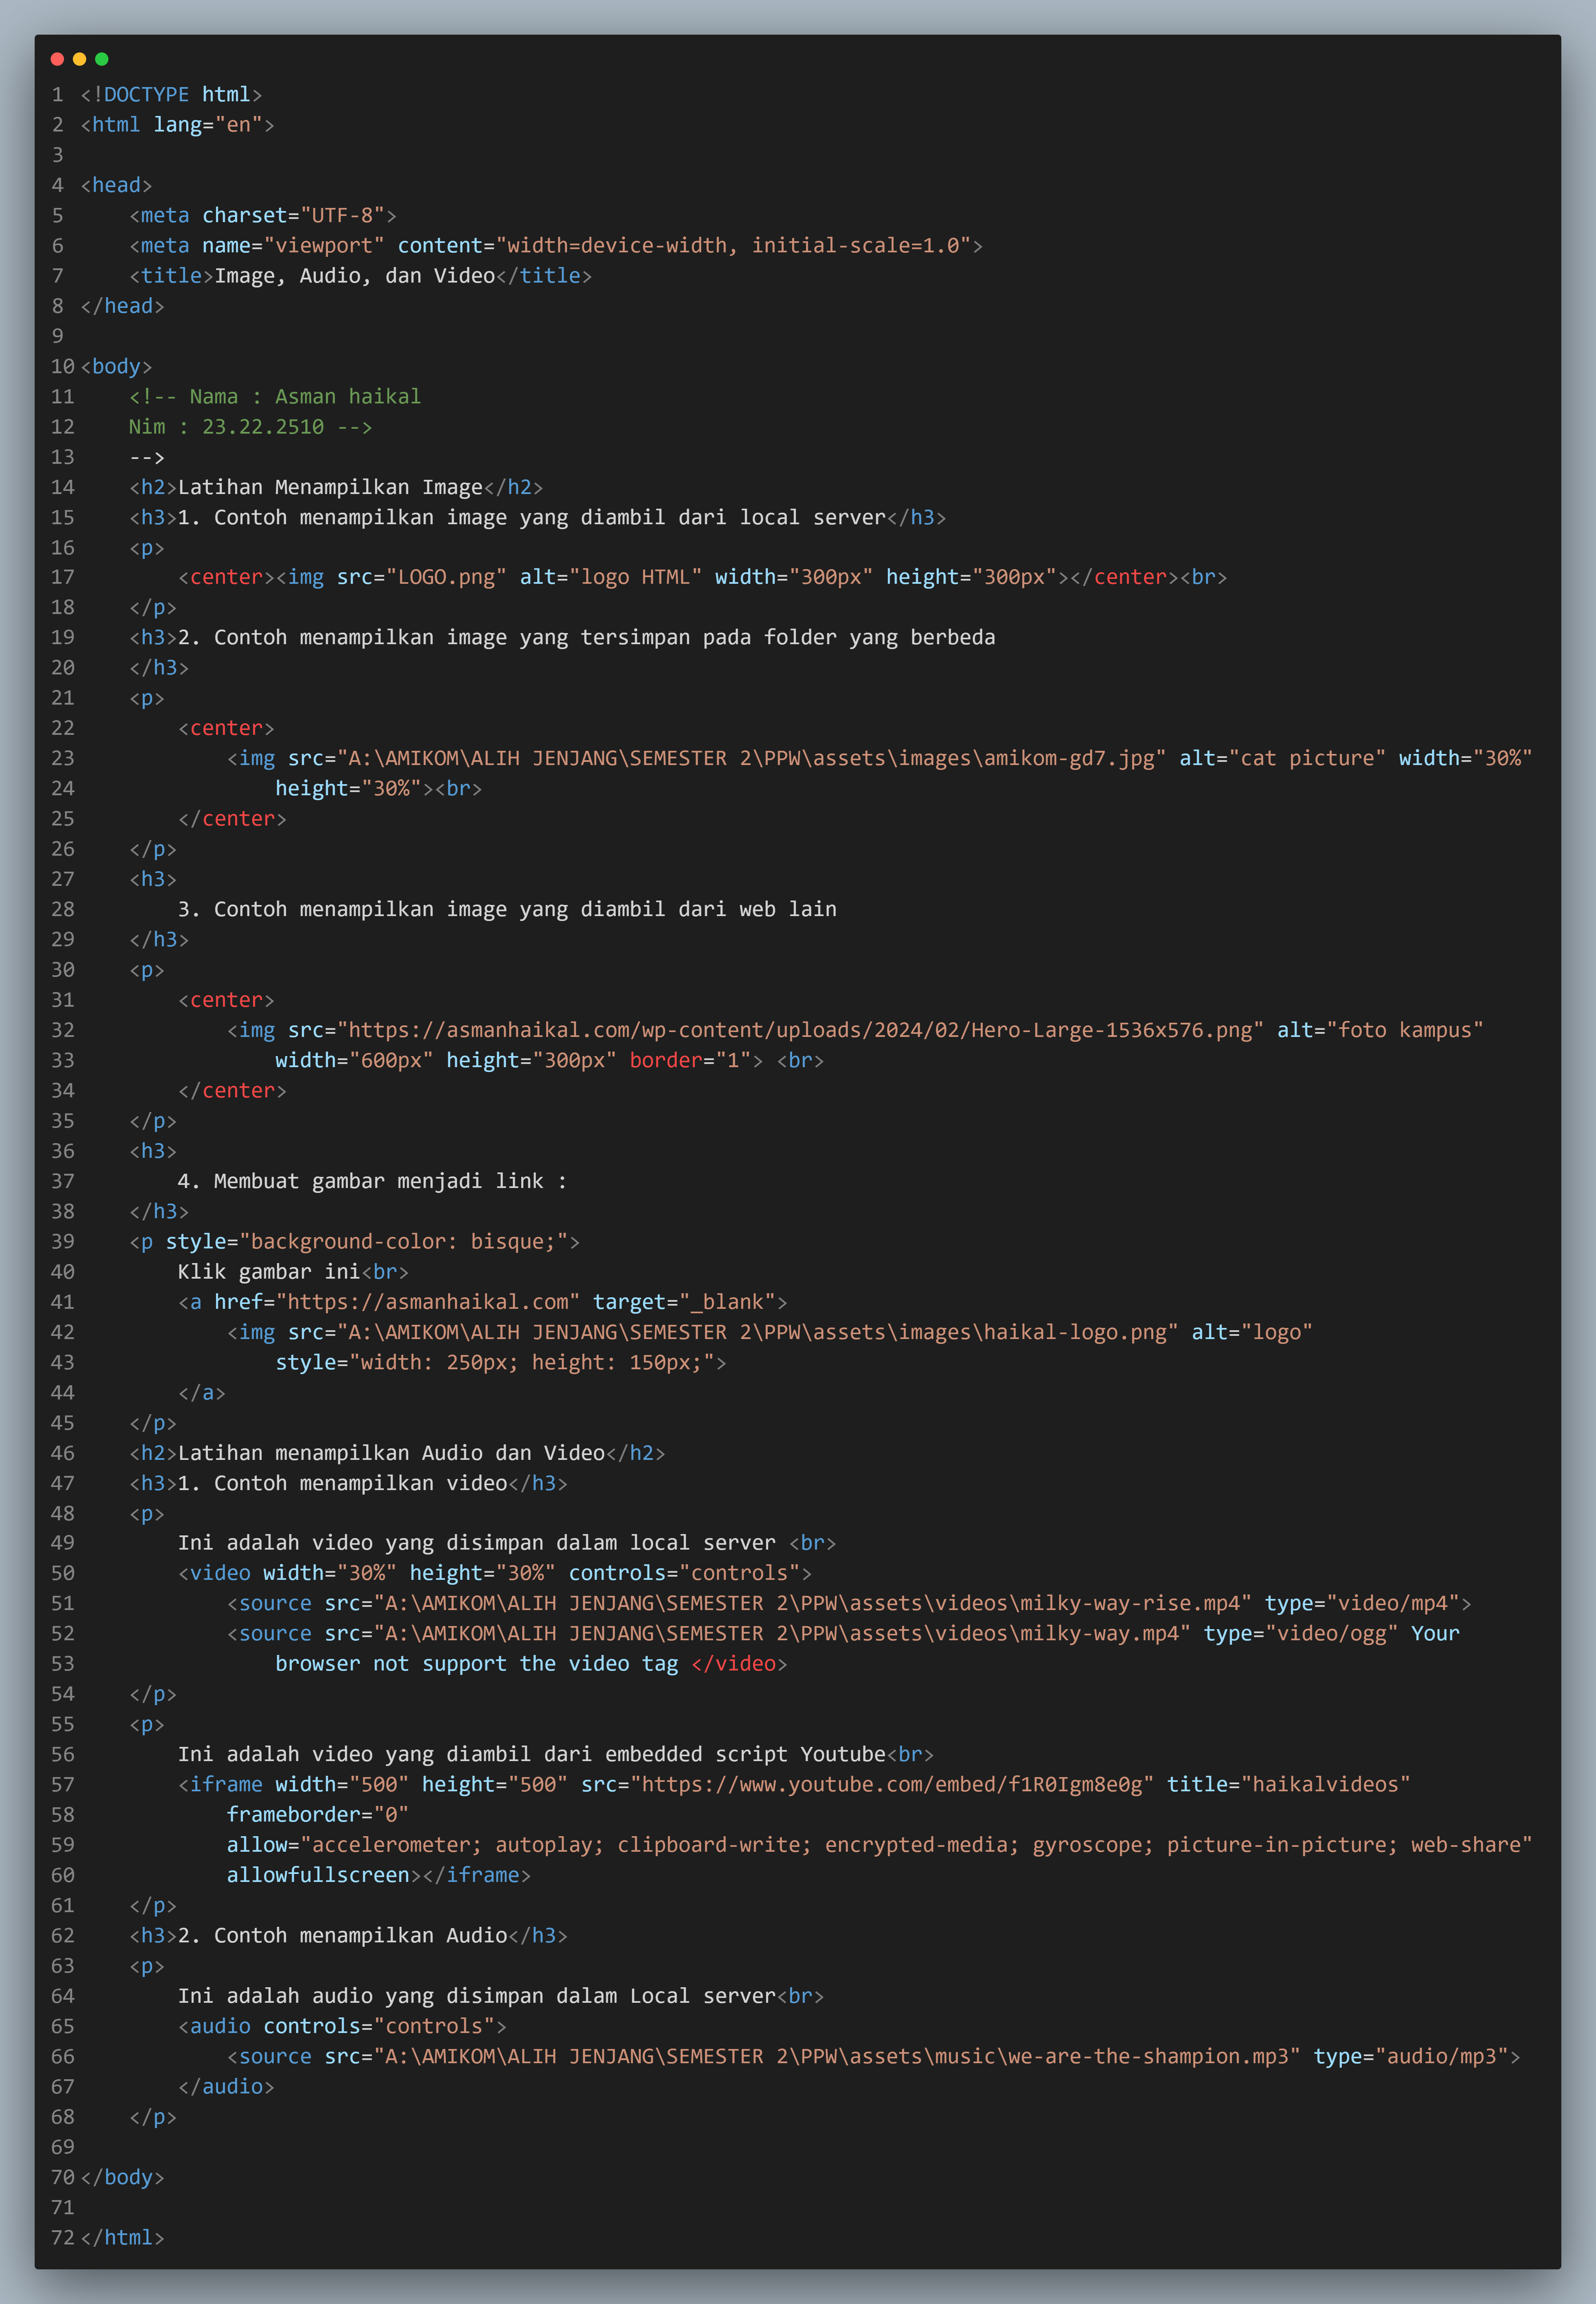 1 <!DOCTYPE html>
2 <html lang="en">
3
4 <head>
5     <meta charset="UTF-8">
6     <meta name="viewport" content="width=device-width, initial-scale=1.0">
7     <title>Image, Audio, dan Video</title>
8 </head>
9
10 <body>
11     <!-- Nama : Asman haikal
12     Nim : 23.22.2510 -->
13     -->
14     <h2>Latihan Menampilkan Image</h2>
15     <h3>1. Contoh menampilkan image yang diambil dari local server</h3>
16     <p>
17         <center><img src="LOGO.png" alt="logo HTML" width="300px" height="300px"></center><br>
18     </p>
19     <h3>2. Contoh menampilkan image yang tersimpan pada folder yang berbeda
20     </h3>
21     <p>
22         <center>
23             <img src="A:\AMIKOM\ALIH JENJANG\SEMESTER 2\PPW\assets\images\amikom-gd7.jpg" alt="cat picture" width="30%"
24                 height="30%"><br>
25         </center>
26     </p>
27     <h3>
28         3. Contoh menampilkan image yang diambil dari web lain
29     </h3>
30     <p>
31         <center>
32             <img src="https://asmanhaikal.com/wp-content/uploads/2024/02/Hero-Large-1536x576.png" alt="foto kampus"
33                 width="600px" height="300px" border="1"> <br>
34         </center>
35     </p>
36     <h3>
37         4. Membuat gambar menjadi link :
38     </h3>
39     <p style="background-color: bisque;">
40         Klik gambar ini<br>
41         <a href="https://asmanhaikal.com" target="_blank">
42             <img src="A:\AMIKOM\ALIH JENJANG\SEMESTER 2\PPW\assets\images\haikal-logo.png" alt="logo"
43                 style="width: 250px; height: 150px;">
44         </a>
45     </p>
46     <h2>Latihan menampilkan Audio dan Video</h2>
47     <h3>1. Contoh menampilkan video</h3>
48     <p>
49         Ini adalah video yang disimpan dalam local server <br>
50         <video width="30%" height="30%" controls="controls">
51             <source src="A:\AMIKOM\ALIH JENJANG\SEMESTER 2\PPW\assets\videos\milky-way-rise.mp4" type="video/mp4">
52             <source src="A:\AMIKOM\ALIH JENJANG\SEMESTER 2\PPW\assets\videos\milky-way.mp4" type="video/ogg" Your
53                 browser not support the video tag </video>
54     </p>
55     <p>
56         Ini adalah video yang diambil dari embedded script Youtube<br>
57         <iframe width="500" height="500" src="https://www.youtube.com/embed/f1R0Igm8e0g" title="haikalvideos"
58             frameborder="0"
59             allow="accelerometer; autoplay; clipboard-write; encrypted-media; gyroscope; picture-in-picture; web-share"
60             allowfullscreen></iframe>
61     </p>
62     <h3>2. Contoh menampilkan Audio</h3>
63     <p>
64         Ini adalah audio yang disimpan dalam Local server<br>
65         <audio controls="controls">
66             <source src="A:\AMIKOM\ALIH JENJANG\SEMESTER 2\PPW\assets\music\we-are-the-shampion.mp3" type="audio/mp3">
67         </audio>
68     </p>
69
70 </body>
71
72 </html>